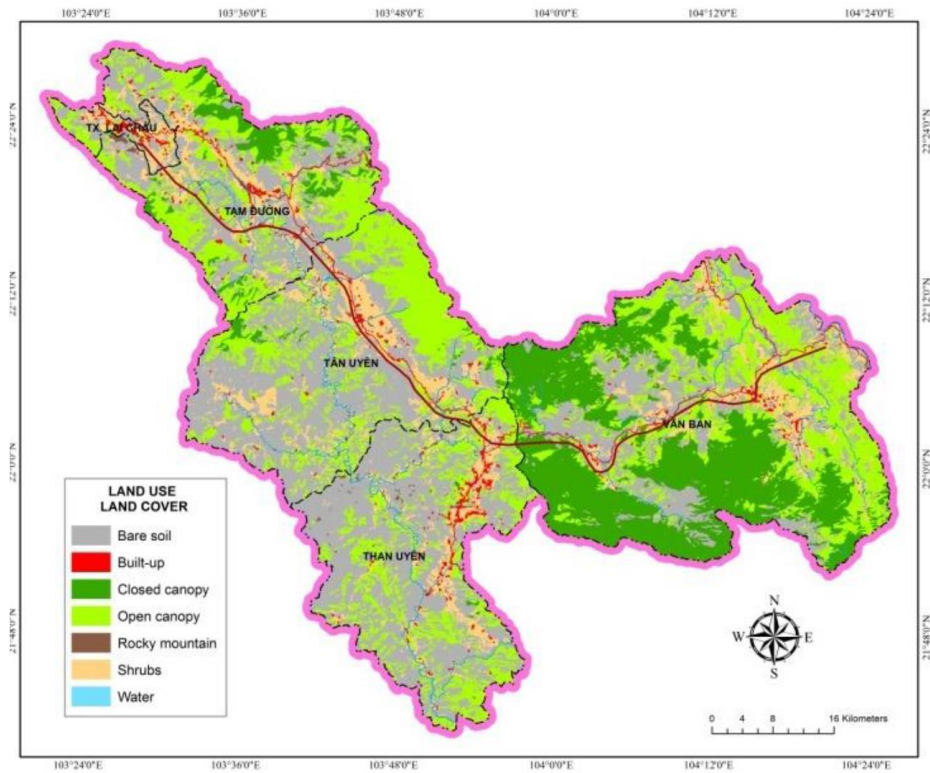 103°24'0"E 103°36'0"E 103°48'0"E 104°0'0"E 104°12'0"E 104°24'0"E
22°24'0"N
22°24'0"N
TX. LAI CHÂU
TAM ĐƯỜNG
22°12'0"N
22°12'0"N
TÂN UYÊN
VĂN BÀN
22°0'0"N
22°0'0"N
THAN UYÊN
21°48'0"N
21°48'0"N
LAND USE
LAND COVER
Bare soil
Built-up
Closed canopy
Open canopy
Rocky mountain
Shrubs
Water
N
W E
S
0 4 8 16 Kilometers
103°24'0"E 103°36'0"E 103°48'0"E 104°0'0"E 104°12'0"E 104°24'0"E